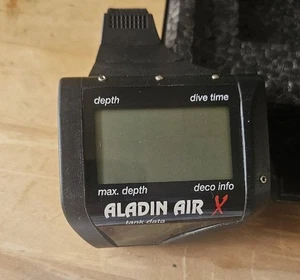 depth dive time
max. depth deco info
ALADIN AIR X
tank data